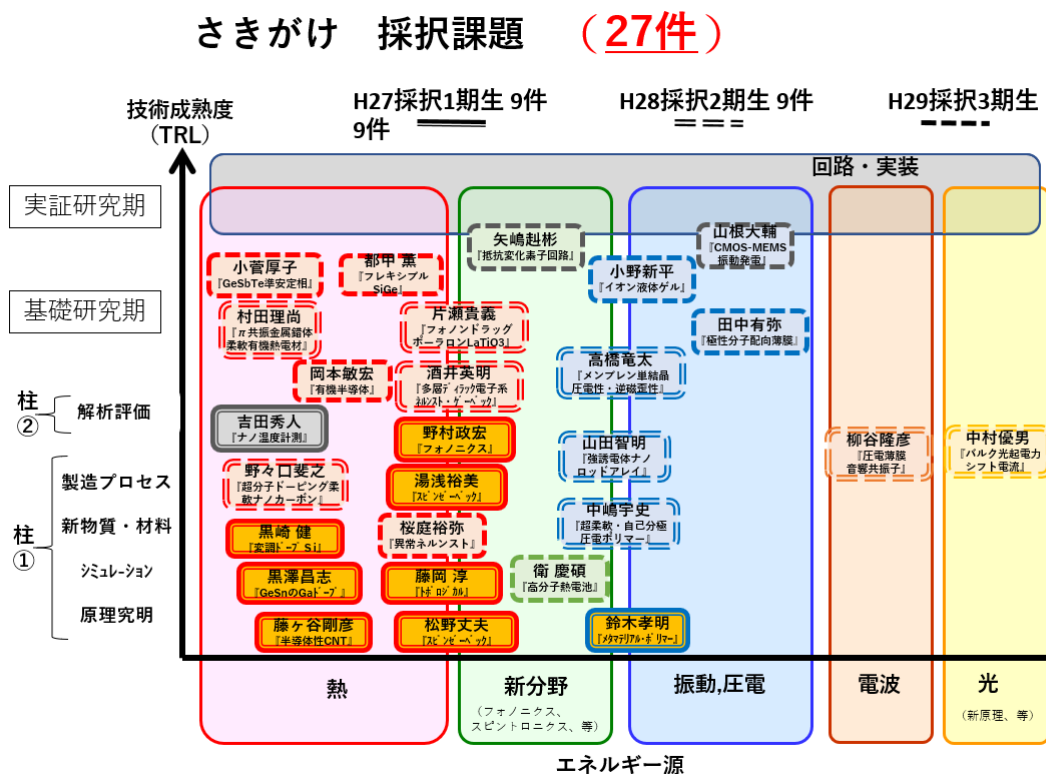 さきがけ 採択課題 (27件)
技術成熟度
(TRL)
H27採択1期生 9件
9件
H28採択2期生 9件
H29採択3期生
回路・実装
実証研究期
基礎研究期
柱
②
解析評価
柱
①
製造プロセス
新物質・材料
シミュレーション
原理究明
矢嶋赳彬
『抵抗変化素子回路』
山根大輔
『CMOS-MEMS
振動発電』
小菅厚子
『GeSbTe準安定相』
都甲 薫
『フレキシブル
SiGe』
小野新平
『イオン液体ゲル』
村田理尚
『π共振金属錯体
柔軟有機熱電材』
片瀬貴義
『フォノンドラッグ
ポーラロンLaTiO3』
田中有弥
『極性分子配向薄膜』
岡本敏宏
『有機半導体』
酒井英明
『多層ディラック電子系
ネルンスト・ゲーベック』
高橋竜太
『メンブレン単結晶
圧電性・逆磁歪性』
吉田秀人
『ナノ温度計測』
野村政宏
『フォノニクス』
山田智明
『強誘電体ナノ
ロッドアレイ』
柳谷隆彦
『圧電薄膜
音響共振子』
中村優男
『バルク光起電力
シフト電流』
野々口斐之
『超分子ドーピング柔
軟ナノカーボン』
湯浅裕美
『スピンゼーベック』
中嶋宇史
『超柔軟・自己分極
圧電ポリマー』
黒崎 健
『変調ドープSi』
桜庭裕弥
『異常ネルンスト』
黒澤昌志
『GeSnのGaドープ』
藤岡 淳
『トポロジカル』
衛 慶碩
『高分子熱電池』
藤ヶ谷剛彦
『半導体性CNT』
松野丈夫
『スピンゼーベック』
鈴木孝明
『メタマテリアル・ポリマー』
熱
新分野
(フォノニクス、
スピントロニクス、等)
振動,圧電
電波
光
(新原理、等)
エネルギー源